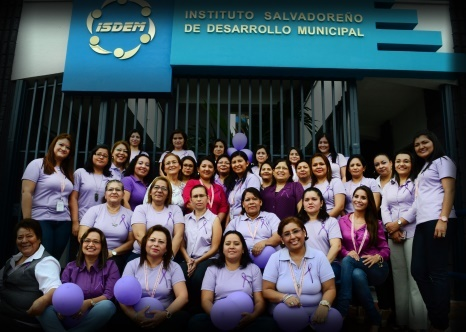 ISDEM
INSTITUTO SALVADOREÑO
DE DESARROLLO MUNICIPAL